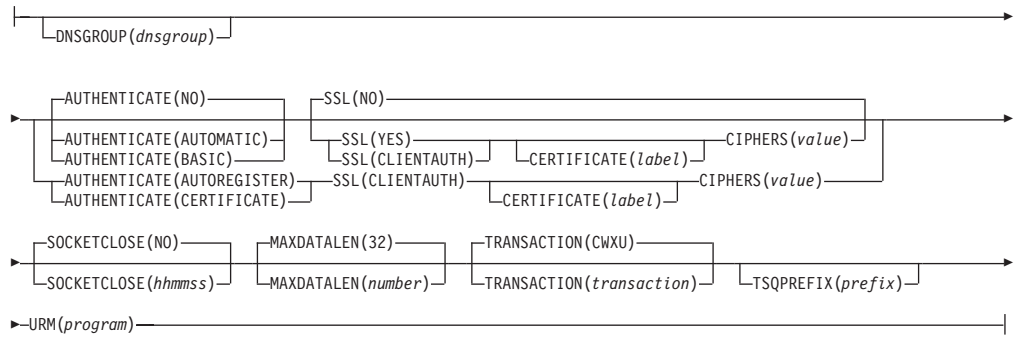 DNSGROUP(dnsgroup)
AUTHENTICATE(NO) SSL(NO)
AUTHENTICATE(AUTOMATIC) SSL(YES) CIPHERS(value)
AUTHENTICATE(BASIC) SSL(CLIENTAUTH) CERTIFICATE(label)
AUTHENTICATE(AUTOREGISTER) SSL(CLIENTAUTH) CIPHERS(value)
AUTHENTICATE(CERTIFICATE) CERTIFICATE(label)
SOCKETCLOSE(NO) MAXDATALEN(32) TRANSACTION(CWXU)
SOCKETCLOSE(hhmmss) MAXDATALEN(number) TRANSACTION(transaction) TSQPREFIX(prefix)
URM(program)